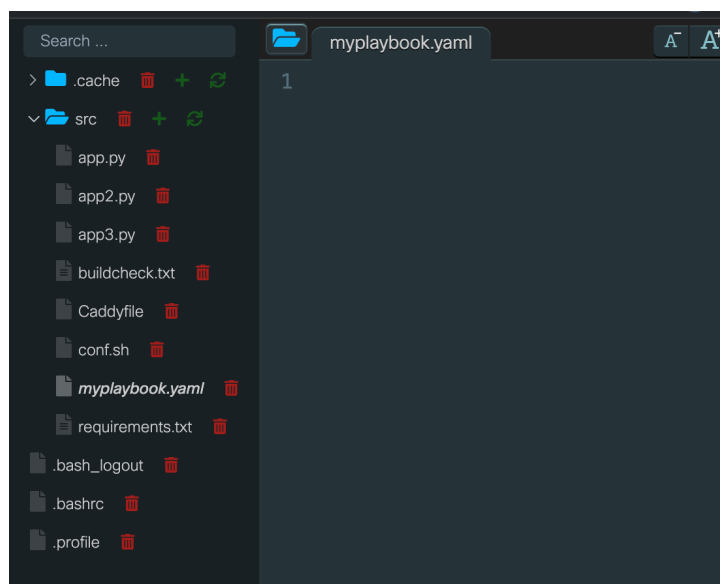 Search ...
myplaybook.yaml
A- A+
1
.cache
src
app.py
app2.py
app3.py
buildcheck.txt
Caddyfile
conf.sh
myplaybook.yaml
requirements.txt
.bash_logout
.bashrc
.profile